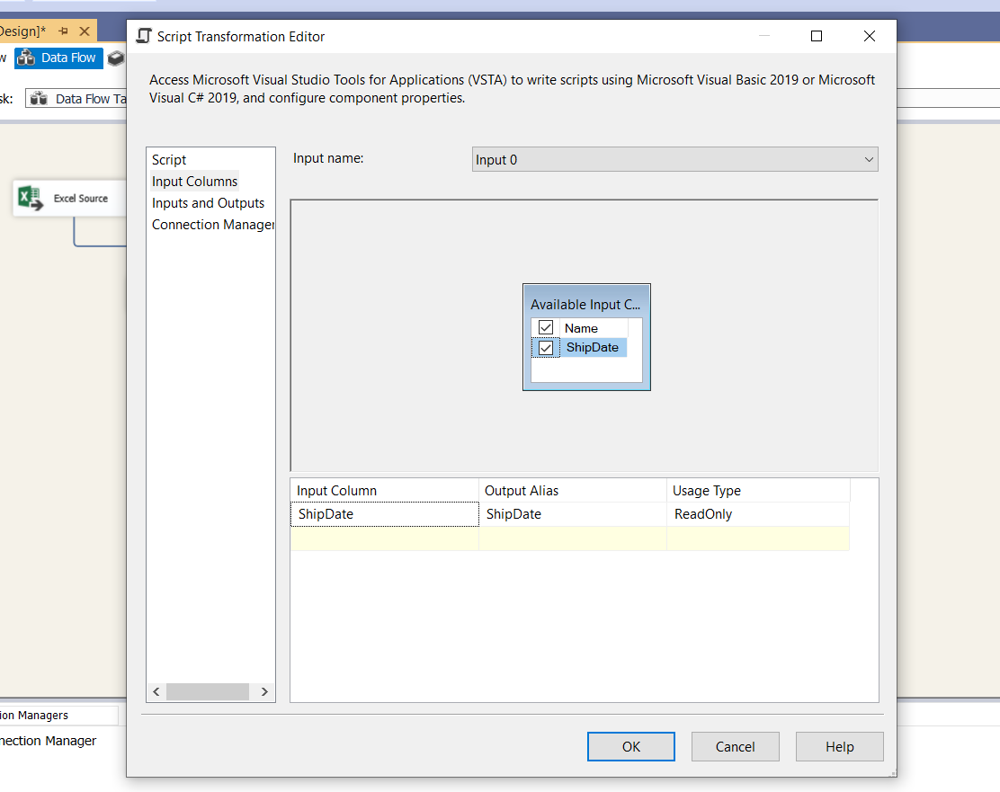 Design]*
Script Transformation Editor
w
Data Flow
Access Microsoft Visual Studio Tools for Applications (VSTA) to write scripts using Microsoft Visual Basic 2019 or Microsoft
Visual C# 2019, and configure component properties.
sk:
Data Flow Ta
Script
Input Columns
Inputs and Outputs
Connection Manager
Input name:
Input 0
Excel Source
Available Input C...
Name
ShipDate
Input Column
Output Alias
Usage Type
ShipDate
ShipDate
ReadOnly
ion Managers
nection Manager
OK
Cancel
Help